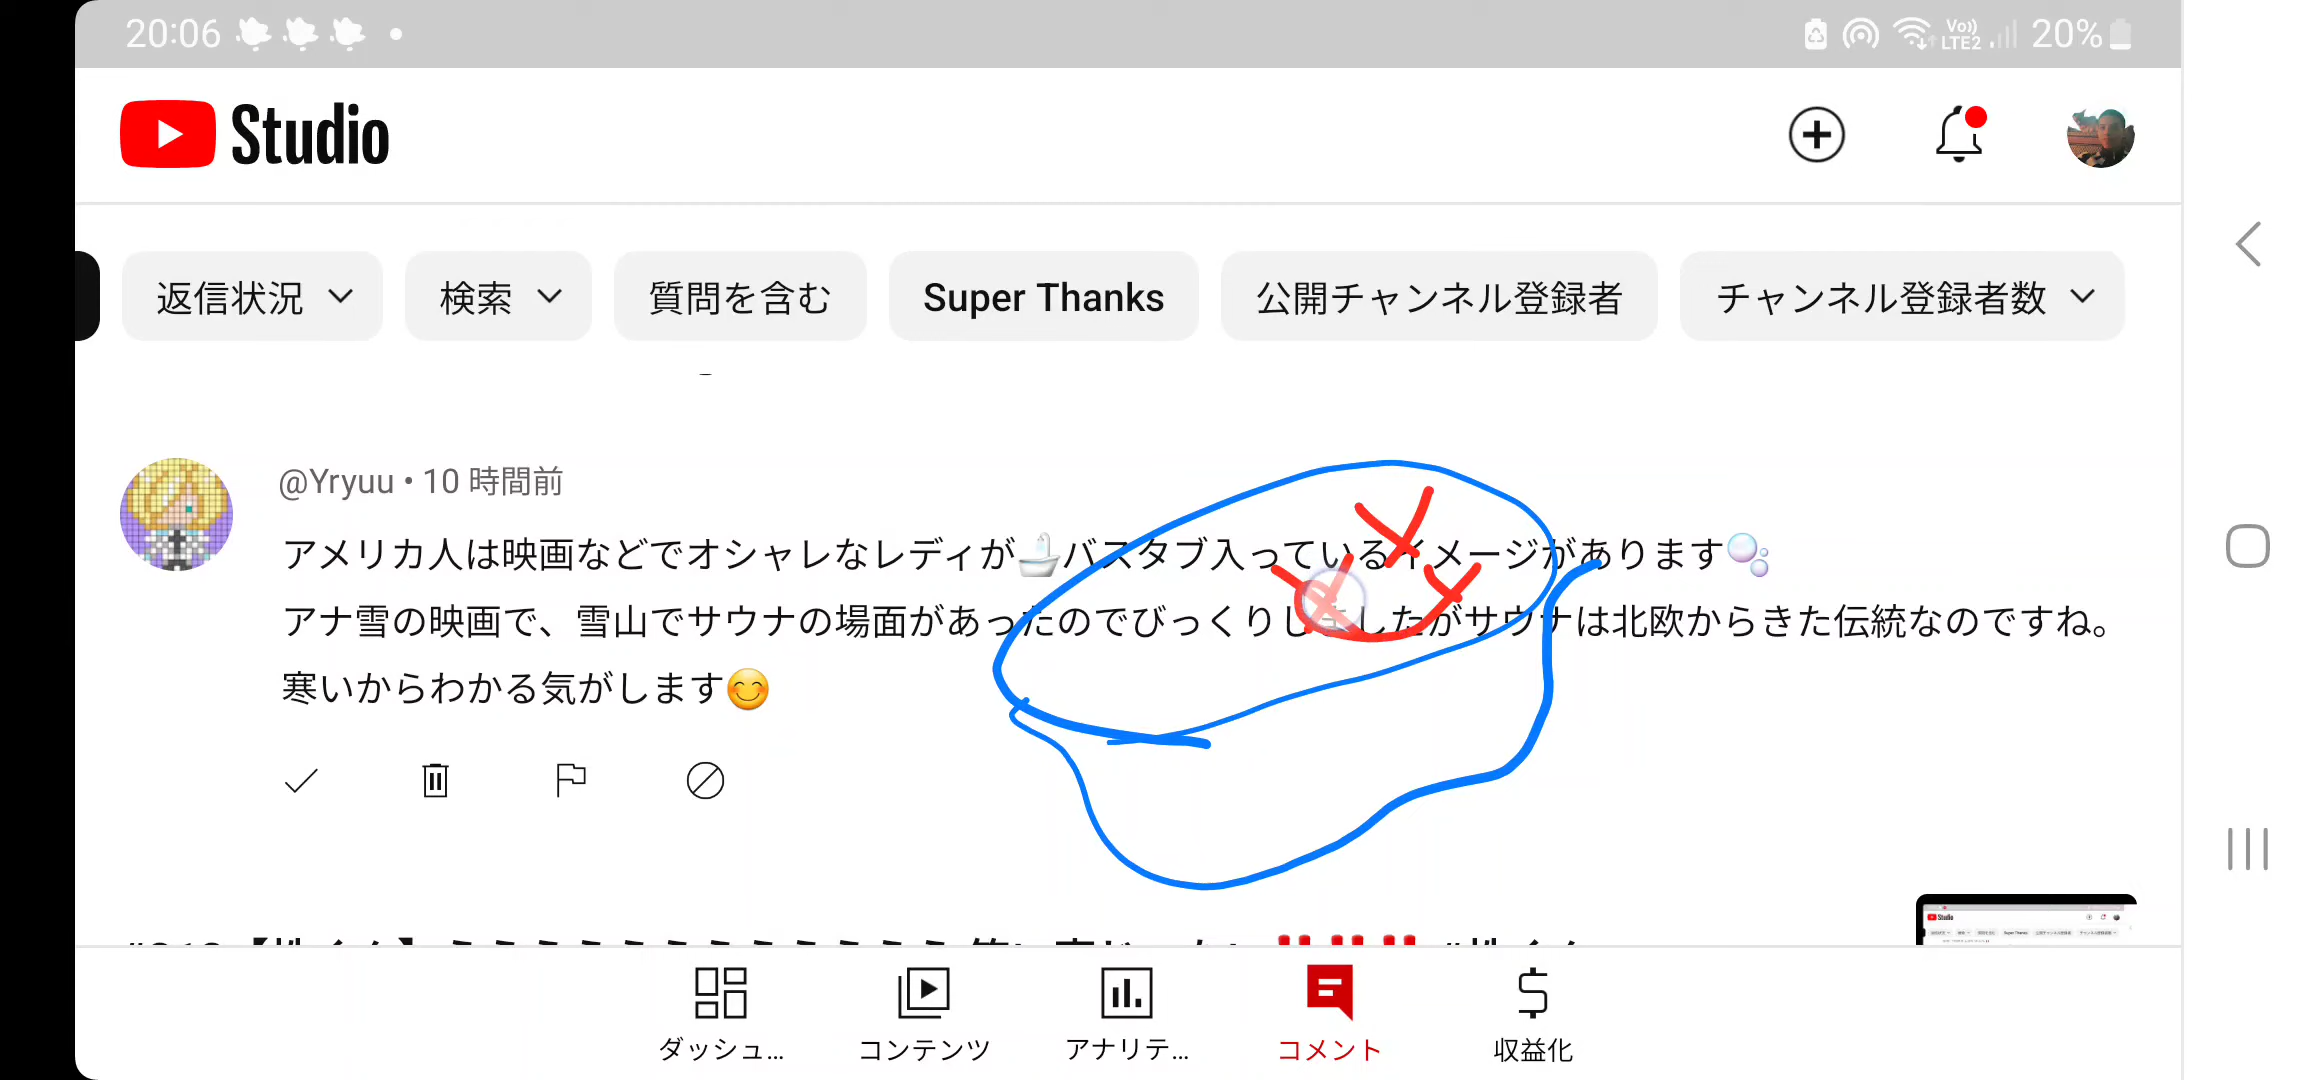 20:06
Vo)) LTE2 20%
Studio
返信状況 検索 質問を含む Super Thanks 公開チャンネル登録者 チャンネル登録者数
@Yryuu • 10 時間前
アメリカ人は映画などでオシャレなレディが🛁バスタブ入っているイメージがあります🫧
アナ雪の映画で、雪山でサウナの場面があったのでびっくりしましたがサウナは北欧からきた伝統なのですね。
寒いからわかる気がします😊
Studio
ダッシュ... コンテンツ アナリテ... コメント 収益化